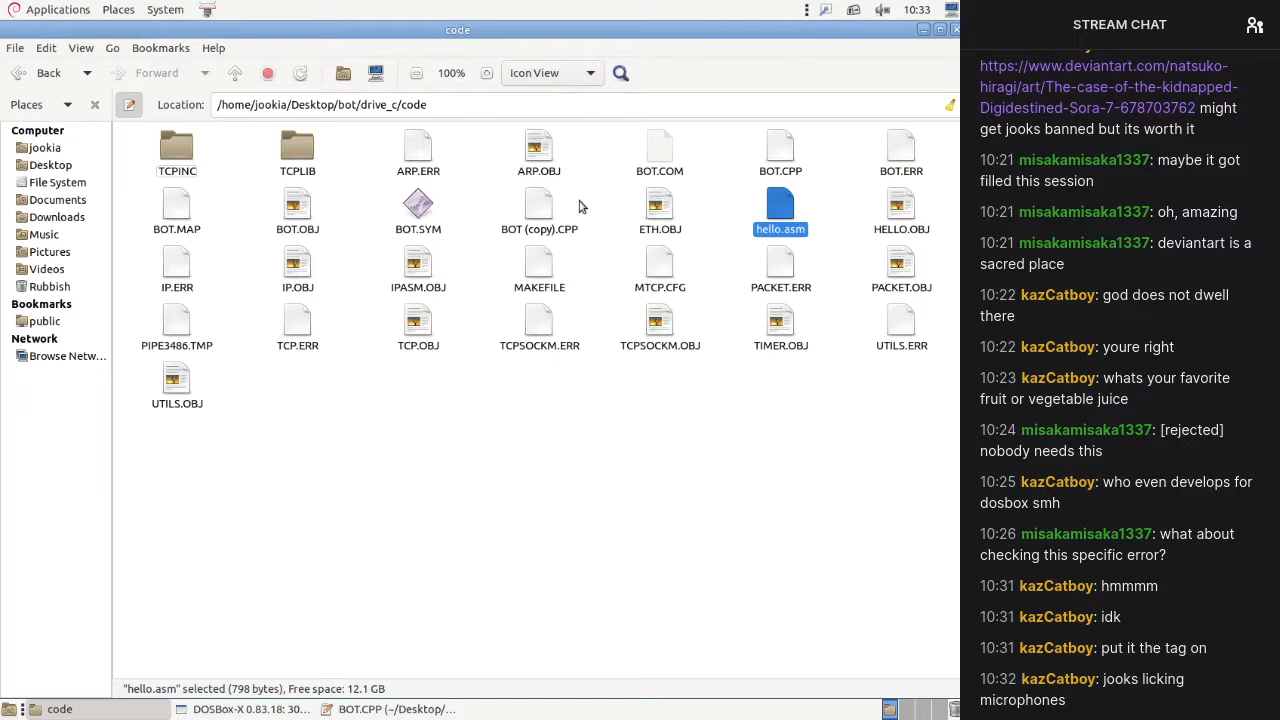 Applications Places System
10:33
code
File Edit View Go Bookmarks Help
Back Forward 100% Icon View
Places Location: /home/jookia/Desktop/bot/drive_c/code
Computer
jookia
Desktop
File System
Documents
Downloads
Music
Pictures
Videos
Rubbish
Bookmarks
public
Network
Browse Netw...
TCPINC TCPLIB ARP.ERR ARP.OBJ BOT.COM BOT.CPP BOT.ERR
BOT.MAP BOT.OBJ BOT.SYM BOT (copy).CPP ETH.OBJ hello.asm HELLO.OBJ
IP.ERR IP.OBJ IPASM.OBJ MAKEFILE MTCP.CFG PACKET.ERR PACKET.OBJ
PIPE3486.TMP TCP.ERR TCP.OBJ TCPSOCKM.ERR TCPSOCKM.OBJ TIMER.OBJ UTILS.ERR
UTILS.OBJ
"hello.asm" selected (798 bytes), Free space: 12.1 GB
code DOSBox-X 0.83.18: 30... BOT.CPP (~/Desktop/...
STREAM CHAT
https://www.deviantart.com/natsuko-
hiragi/art/The-case-of-the-kidnapped-
Digidestined-Sora-7-678703762 might
get jooks banned but its worth it
10:21 misakamisaka1337: maybe it got
filled this session
10:21 misakamisaka1337: oh, amazing
10:21 misakamisaka1337: deviantart is a
sacred place
10:22 kazCatboy: god does not dwell
there
10:22 kazCatboy: youre right
10:23 kazCatboy: whats your favorite
fruit or vegetable juice
10:24 misakamisaka1337: [rejected]
nobody needs this
10:25 kazCatboy: who even develops for
dosbox smh
10:26 misakamisaka1337: what about
checking this specific error?
10:31 kazCatboy: hmmmm
10:31 kazCatboy: idk
10:31 kazCatboy: put it the tag on
10:32 kazCatboy: jooks licking
microphones